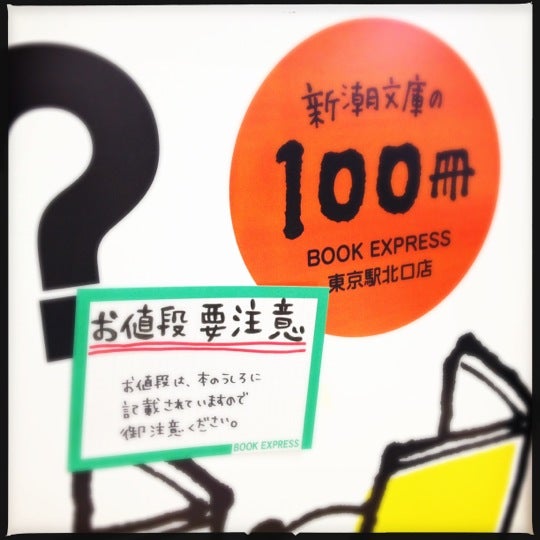 ?
新潮文庫の
100冊
BOOK EXPRESS
東京駅北口店
お値段 要注意
お値段は、本のうしろに
記載されていますので
御注意ください。
BOOK EXPRESS